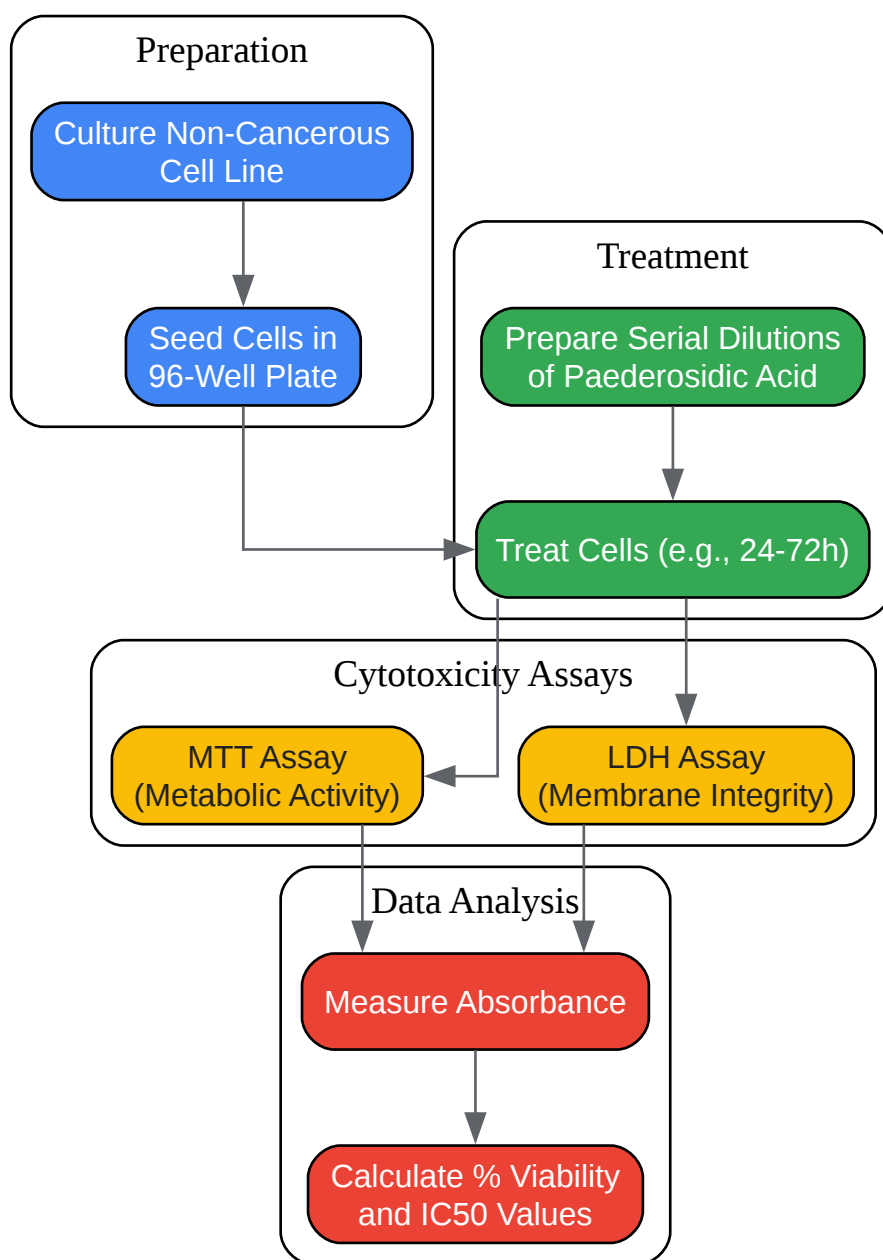 Preparation
Culture Non-Cancerous
Cell Line
Seed Cells in
96-Well Plate
Treatment
Prepare Serial Dilutions
of Paederosidic Acid
Treat Cells (e.g., 24-72h)
Cytotoxicity Assays
MTT Assay
(Metabolic Activity)
LDH Assay
(Membrane Integrity)
Data Analysis
Measure Absorbance
Calculate % Viability
and IC50 Values